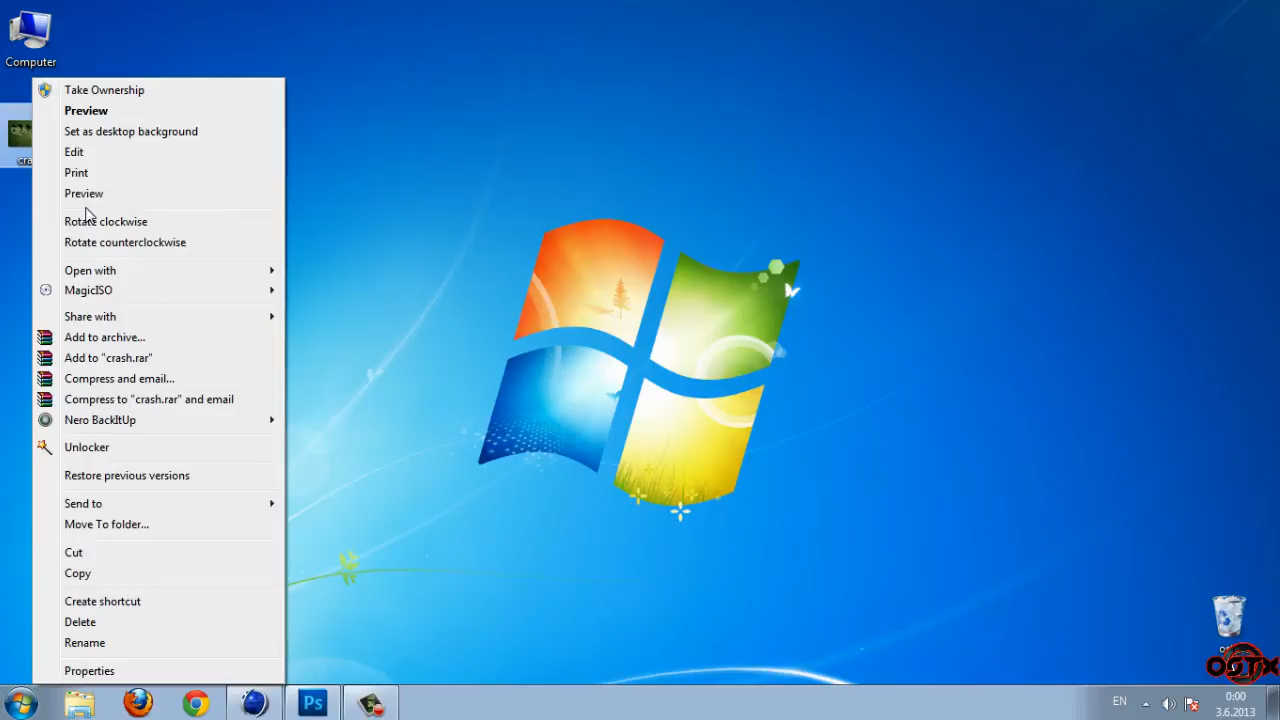 Computer
Take Ownership
Preview
Set as desktop background
Edit
Print
Preview
Rotate clockwise
Rotate counterclockwise
Open with
MagicISO
Share with
Add to archive...
Add to "crash.rar"
Compress and email...
Compress to "crash.rar" and email
Nero BackItUp
Unlocker
Restore previous versions
Send to
Move To folder...
Cut
Copy
Create shortcut
Delete
Rename
Properties
OSTX
Ps
EN
0:00
3.6.2013